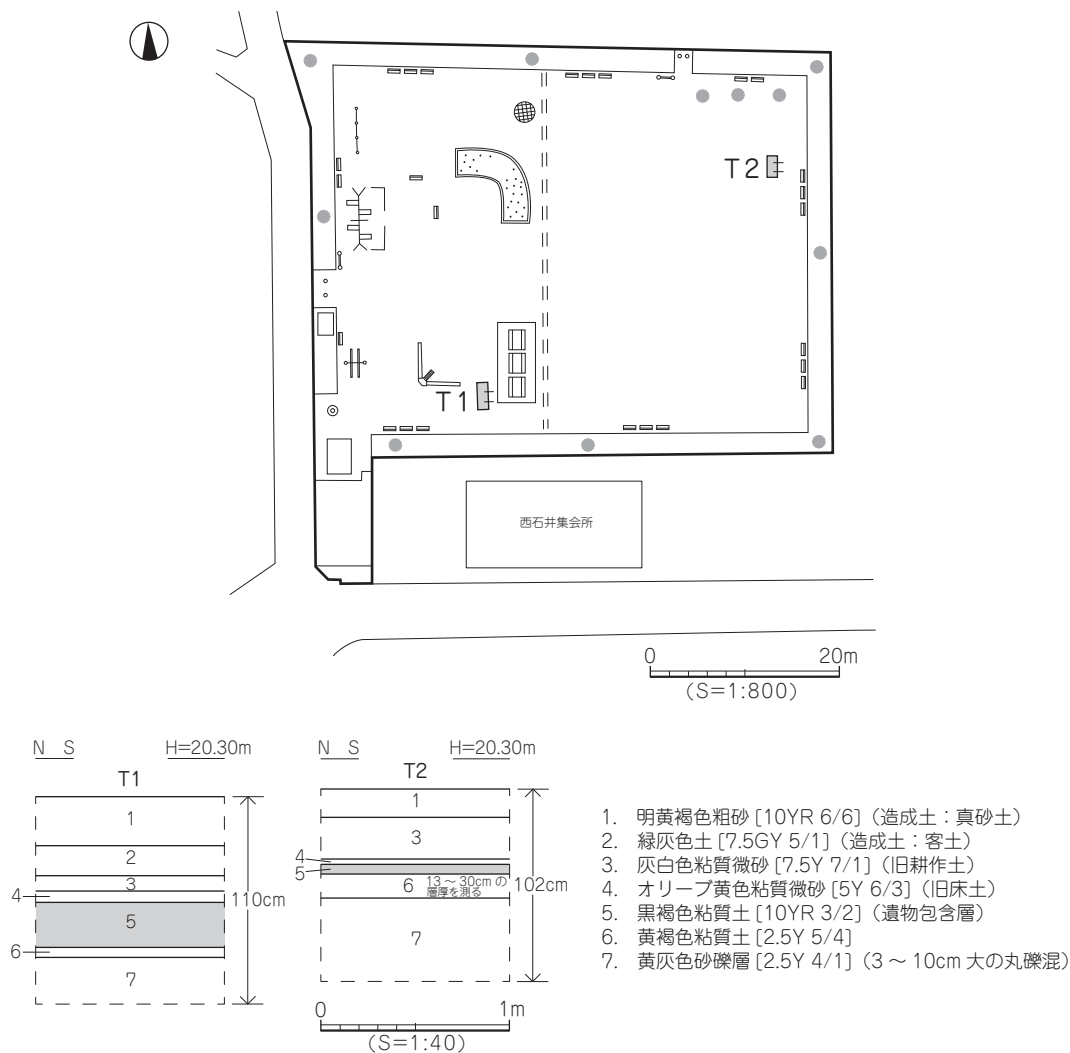 T2
T1
西石井集会所
0 20m
(S=1:800)
N S H=20.30m
T1
1
2
3
4
5
6
7
110cm
N S H=20.30m
T2
1
3
4
5
6 13～30cmの
層厚を測る
7
102cm
0 1m
(S=1:40)
1. 明黄褐色粗砂 [10YR 6/6]（造成土：真砂土）
2. 緑灰色土 [7.5GY 5/1]（造成土：客土）
3. 灰白色粘質微砂 [7.5Y 7/1]（旧耕作土）
4. オリーブ黄色粘質微砂 [5Y 6/3]（旧床土）
5. 黒褐色粘質土 [10YR 3/2]（遺物包含層）
6. 黄褐色粘質土 [2.5Y 5/4]
7. 黄灰色砂礫層 [2.5Y 4/1]（3～10cm 大の丸礫混）